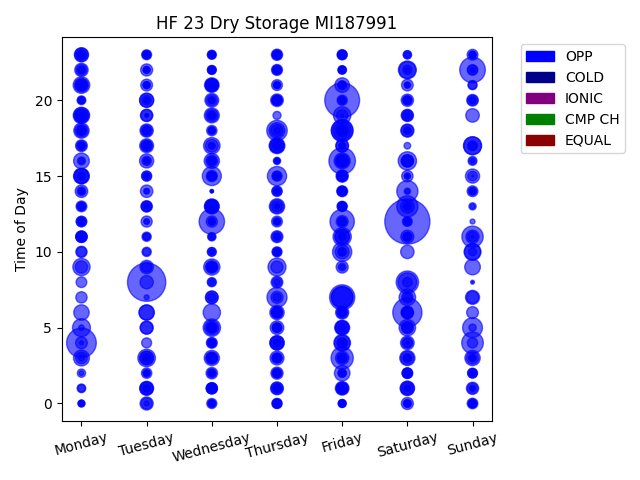 HF 23 Dry Storage MI187991
OPP
COLD
IONIC
CMP CH
EQUAL
Time of Day
20
15
10
5
0
Monday
Tuesday
Wednesday
Thursday
Friday
Saturday
Sunday